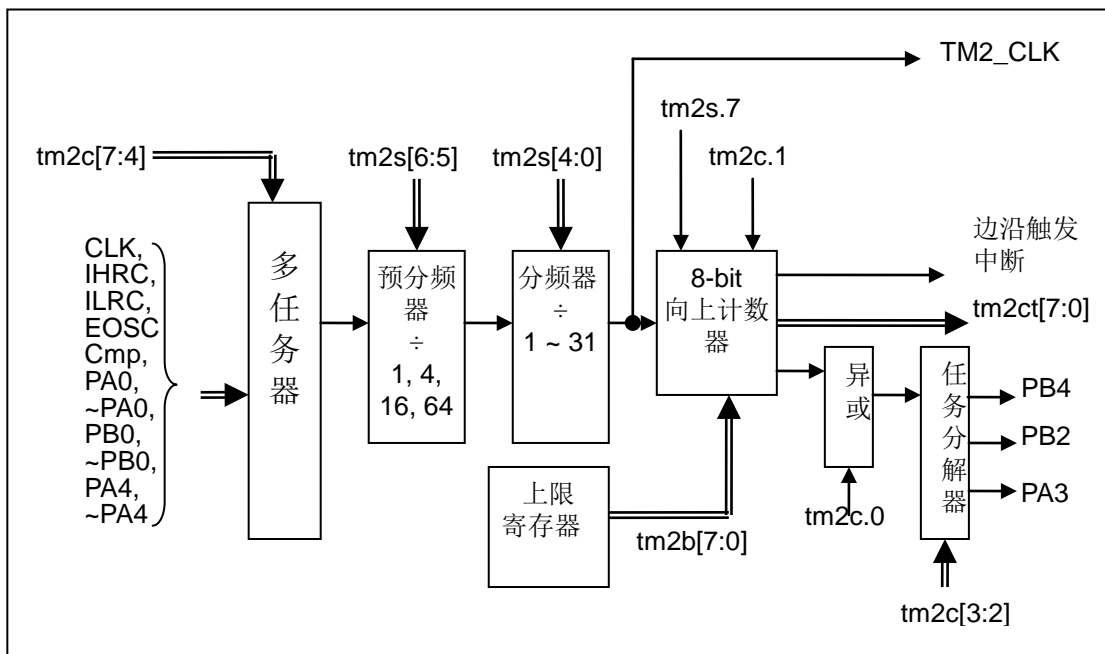 TM2_CLK
tm2s.7
tm2c[7:4]
tm2s[6:5]
tm2s[4:0]
tm2c.1
CLK,
IHRC,
ILRC,
EOSC
Cmp,
PA0,
~PA0,
PB0,
~PB0,
PA4,
~PA4
多
任
务
器
预分频
器
÷
1, 4,
16, 64
分频器
÷
1 ~ 31
8-bit
向上计数
器
边沿触发
中断
tm2ct[7:0]
异
或
tm2c.0
任
务
分
解
器
PB4
PB2
PA3
上限
寄存器
tm2b[7:0]
tm2c[3:2]